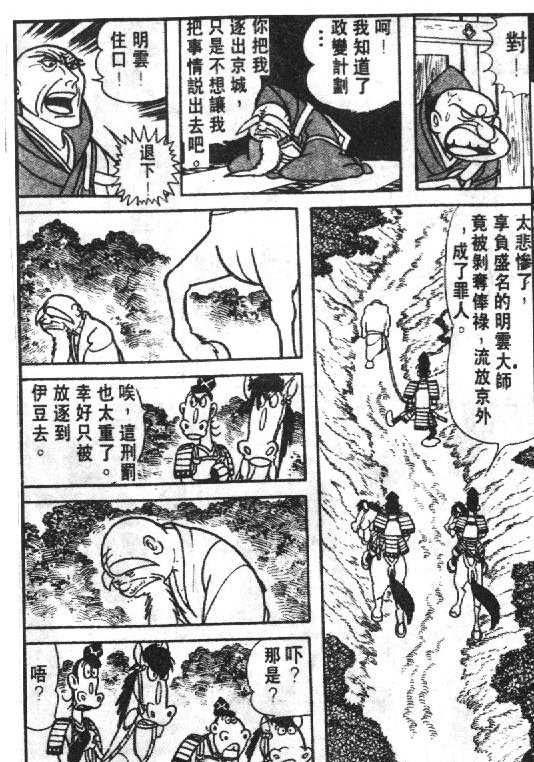 對！
呵！
我知道了
政變計劃
…
你把我
逐出京城，
只是不想讓我
把事情說出去吧。
明雲！
住口！
退下！
太悲慘了，
享負盛名的明雲大師
竟被剝奪俸祿，流放京外
，成了罪人。
唉，這刑罰
也太重了。
幸好只被
放逐到
伊豆去。
吓？
那是？
唔？